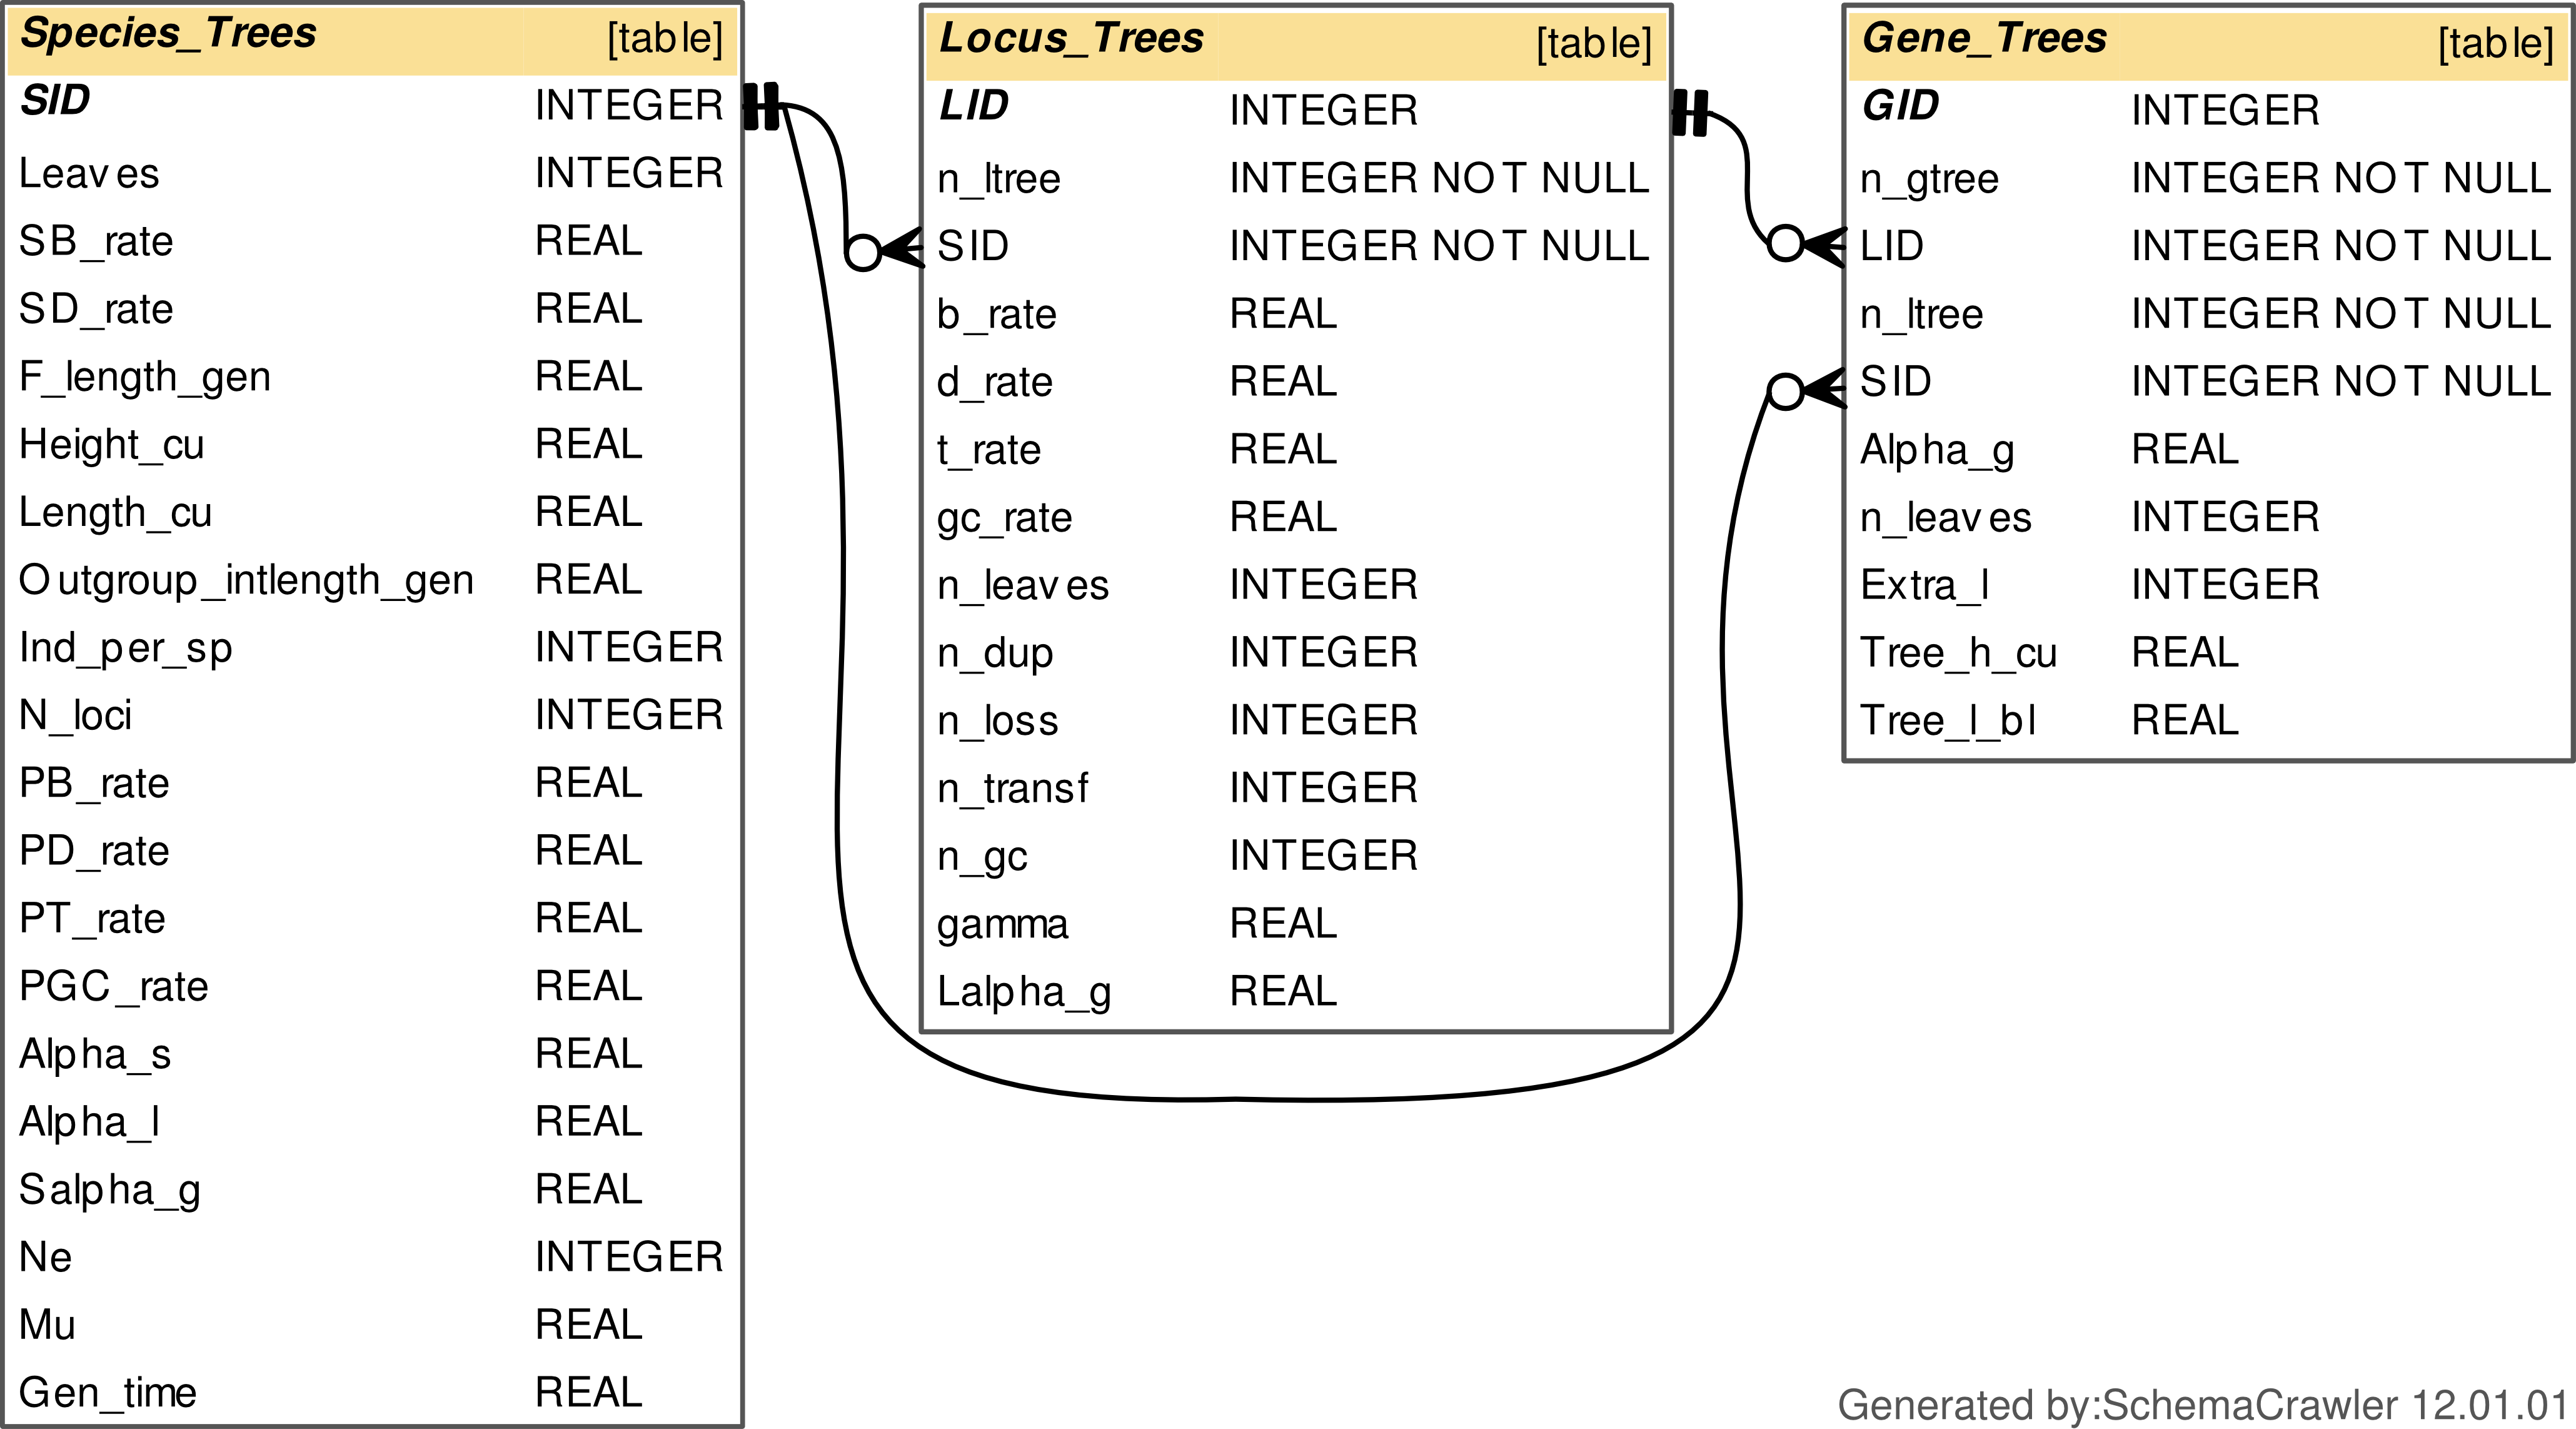 Species_Trees [table]
SID INTEGER
Leaves INTEGER
SB_rate REAL
SD_rate REAL
F_length_gen REAL
Height_cu REAL
Length_cu REAL
Outgroup_intlength_gen REAL
Ind_per_sp INTEGER
N_loci INTEGER
PB_rate REAL
PD_rate REAL
PT_rate REAL
PGC_rate REAL
Alpha_s REAL
Alpha_l REAL
Salpha_g REAL
Ne INTEGER
Mu REAL
Gen_time REAL
Locus_Trees [table]
LID INTEGER
n_ltree INTEGER NOT NULL
SID INTEGER NOT NULL
b_rate REAL
d_rate REAL
t_rate REAL
gc_rate REAL
n_leaves INTEGER
n_dup INTEGER
n_loss INTEGER
n_transf INTEGER
n_gc INTEGER
gamma REAL
Lalpha_g REAL
Gene_Trees [table]
GID INTEGER
n_gtree INTEGER NOT NULL
LID INTEGER NOT NULL
n_ltree INTEGER NOT NULL
SID INTEGER NOT NULL
Alpha_g REAL
n_leaves INTEGER
Extra_l INTEGER
Tree_h_cu REAL
Tree_l_bl REAL
Generated by:SchemaCrawler 12.01.01